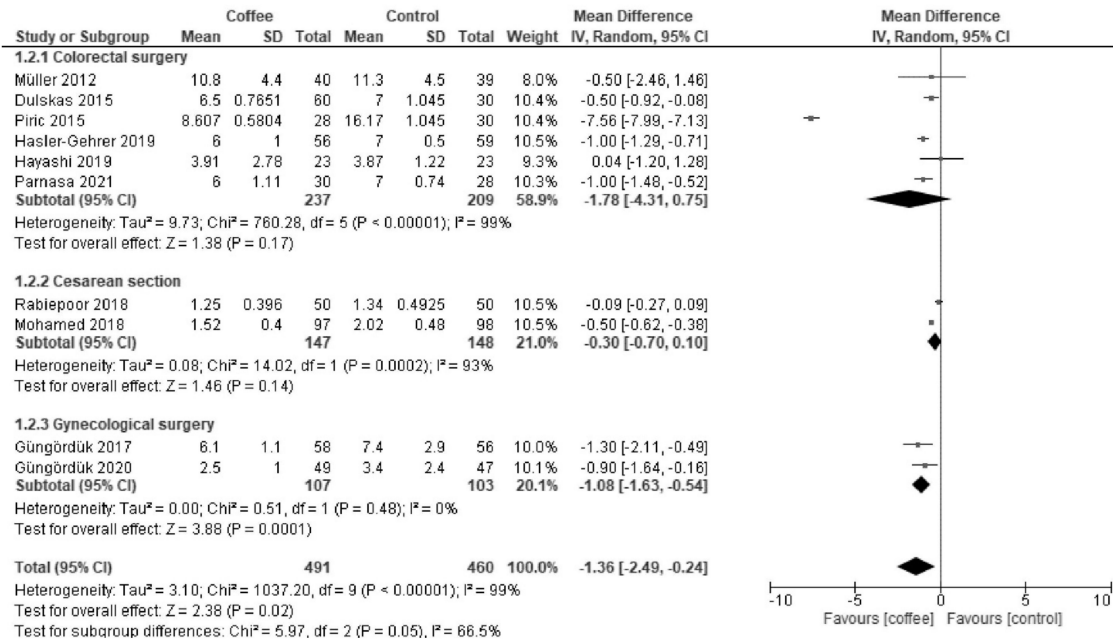 Coffee Control Mean Difference Mean Difference
Study or Subgroup Mean SD Total Mean SD Total Weight IV, Random, 95% CI IV, Random, 95% CI
1.2.1 Colorectal surgery
Müller 2012 10.8 4.4 40 11.3 4.5 39 8.0% -0.50 [-2.46, 1.46]
Dulskas 2015 6.5 0.7651 60 7 1.045 30 10.4% -0.50 [-0.92, -0.08]
Piric 2015 8.607 0.5804 28 16.17 1.045 30 10.4% -7.56 [-7.99, -7.13]
Hasler-Gehrer 2019 6 1 56 7 0.5 59 10.5% -1.00 [-1.29, -0.71]
Hayashi 2019 3.91 2.78 23 3.87 1.22 23 9.3% 0.04 [-1.20, 1.28]
Parnasa 2021 6 1.11 30 7 0.74 28 10.3% -1.00 [-1.48, -0.52]
Subtotal (95% CI) 237 209 58.9% -1.78 [-4.31, 0.75]
Heterogeneity: Tau² = 9.73; Chi² = 760.28, df = 5 (P < 0.00001); I² = 99%
Test for overall effect: Z = 1.38 (P = 0.17)
1.2.2 Cesarean section
Rabiepoor 2018 1.25 0.396 50 1.34 0.4925 50 10.5% -0.09 [-0.27, 0.09]
Mohamed 2018 1.52 0.4 97 2.02 0.48 98 10.5% -0.50 [-0.62, -0.38]
Subtotal (95% CI) 147 148 21.0% -0.30 [-0.70, 0.10]
Heterogeneity: Tau² = 0.08; Chi² = 14.02, df = 1 (P = 0.0002); I² = 93%
Test for overall effect: Z = 1.46 (P = 0.14)
1.2.3 Gynecological surgery
Güngördük 2017 6.1 1.1 58 7.4 2.9 56 10.0% -1.30 [-2.11, -0.49]
Güngördük 2020 2.5 1 49 3.4 2.4 47 10.1% -0.90 [-1.64, -0.16]
Subtotal (95% CI) 107 103 20.1% -1.08 [-1.63, -0.54]
Heterogeneity: Tau² = 0.00; Chi² = 0.51, df = 1 (P = 0.48); I² = 0%
Test for overall effect: Z = 3.88 (P = 0.0001)
Total (95% CI) 491 460 100.0% -1.36 [-2.49, -0.24]
Heterogeneity: Tau² = 3.10; Chi² = 1037.20, df = 9 (P < 0.00001); I² = 99%
Test for overall effect: Z = 2.38 (P = 0.02)
Test for subgroup differences: Chi² = 5.97, df = 2 (P = 0.05), I² = 66.5%
-10 -5 0 5 10
Favours [coffee] Favours [control]